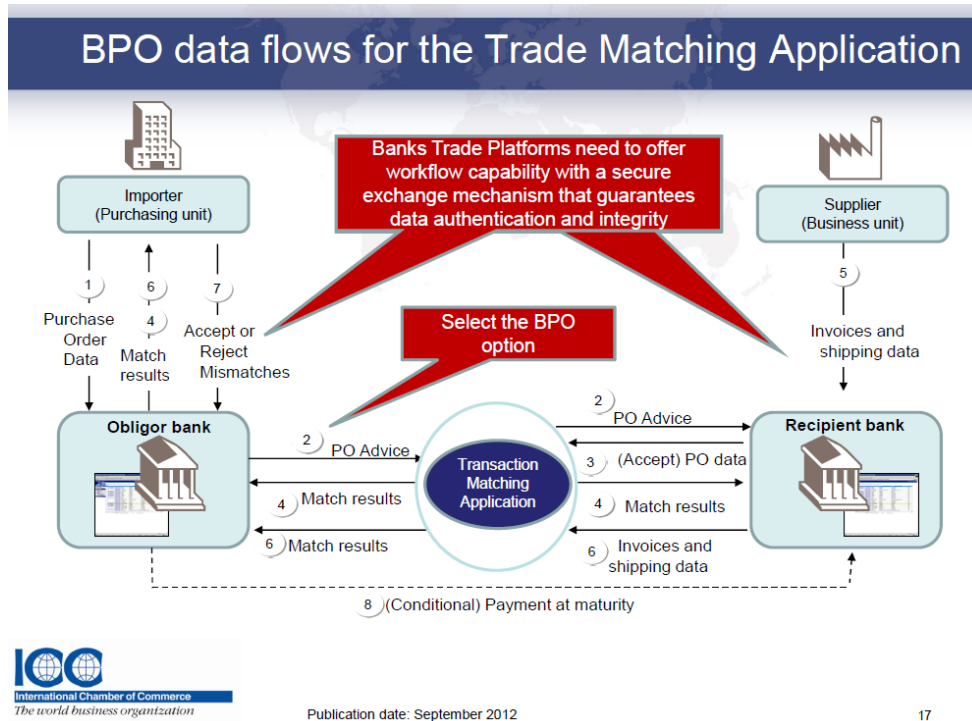 BPO data flows for the Trade Matching Application
Banks Trade Platforms need to offer
workflow capability with a secure
exchange mechanism that guarantees
data authentication and integrity
Importer
(Purchasing unit)
Supplier
(Business unit)
1
6
7
5
Purchase
Order
Data
4
Match
results
Accept or
Reject
Mismatches
Select the BPO
option
Invoices and
shipping data
Obligor bank
2
PO Advice
4
Match results
6
Match results
Transaction
Matching
Application
2
PO Advice
3
(Accept) PO data
4
Match results
6
Invoices and
shipping data
Recipient bank
8
(Conditional) Payment at maturity
ICC
International Chamber of Commerce
The world business organization
Publication date: September 2012
17